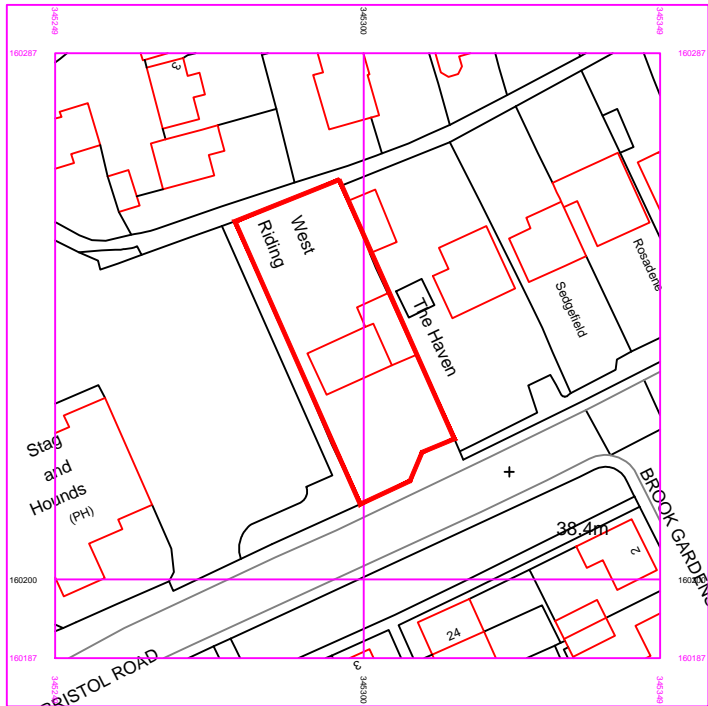 345249
345300
345349
160287
160287
3
West
Riding
The Haven
Rosadene
Sedgefield
Stag
and
Hounds
(PH)
BROOK GARDENS
38.4m
2
160200
24
160187
160187
3
BRISTOL ROAD
345300
345349